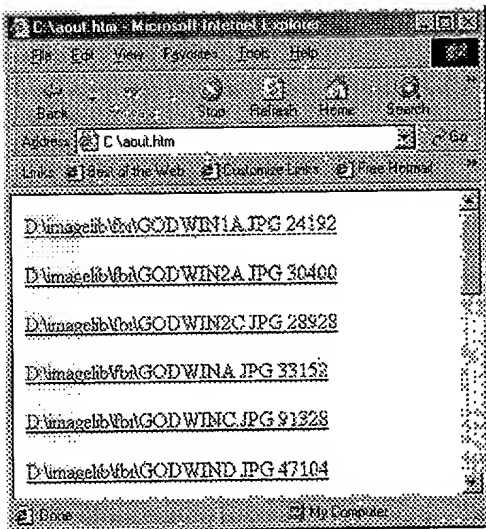 C:\aout.htm - Microsoft Internet Explorer
File Edit View Favorites Tools Help
Back Stop Refresh Home Search
Address C:\aout.htm Go
Links Best of the Web Customize Links Free Hotmail
D:\imagelib\fbi\GODWIN1A.JPG 24192
D:\imagelib\fbi\GODWIN2A.JPG 30400
D:\imagelib\fbi\GODWIN2C.JPG 28928
D:\imagelib\fbi\GODWINA.JPG 33152
D:\imagelib\fbi\GODWINC.JPG 91328
D:\imagelib\fbi\GODWIND.JPG 47104
Done My Computer